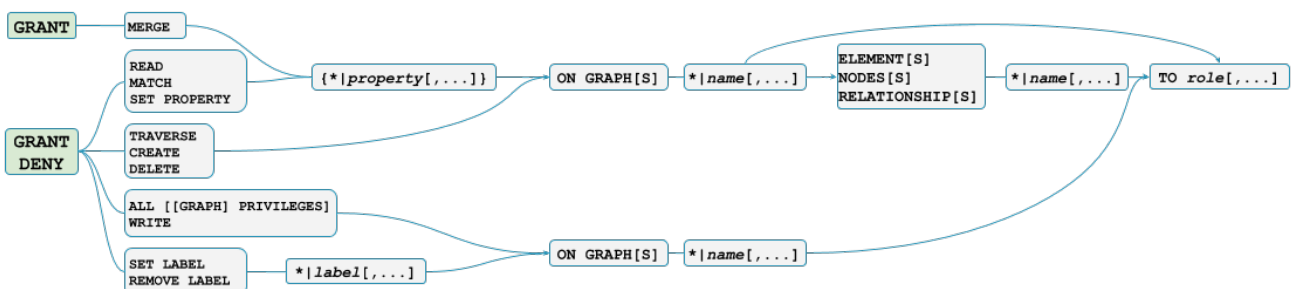 GRANT
MERGE
READ
MATCH
SET PROPERTY
{*|property[,...]}
ON GRAPH[S]
*|name[,...]
ELEMENT[S]
NODES[S]
RELATIONSHIP[S]
*|name[,...]
TO role[,...]
GRANT
DENY
TRAVERSE
CREATE
DELETE
ALL [[GRAPH] PRIVILEGES]
WRITE
SET LABEL
REMOVE LABEL
*|label[,...]
ON GRAPH[S]
*|name[,...]